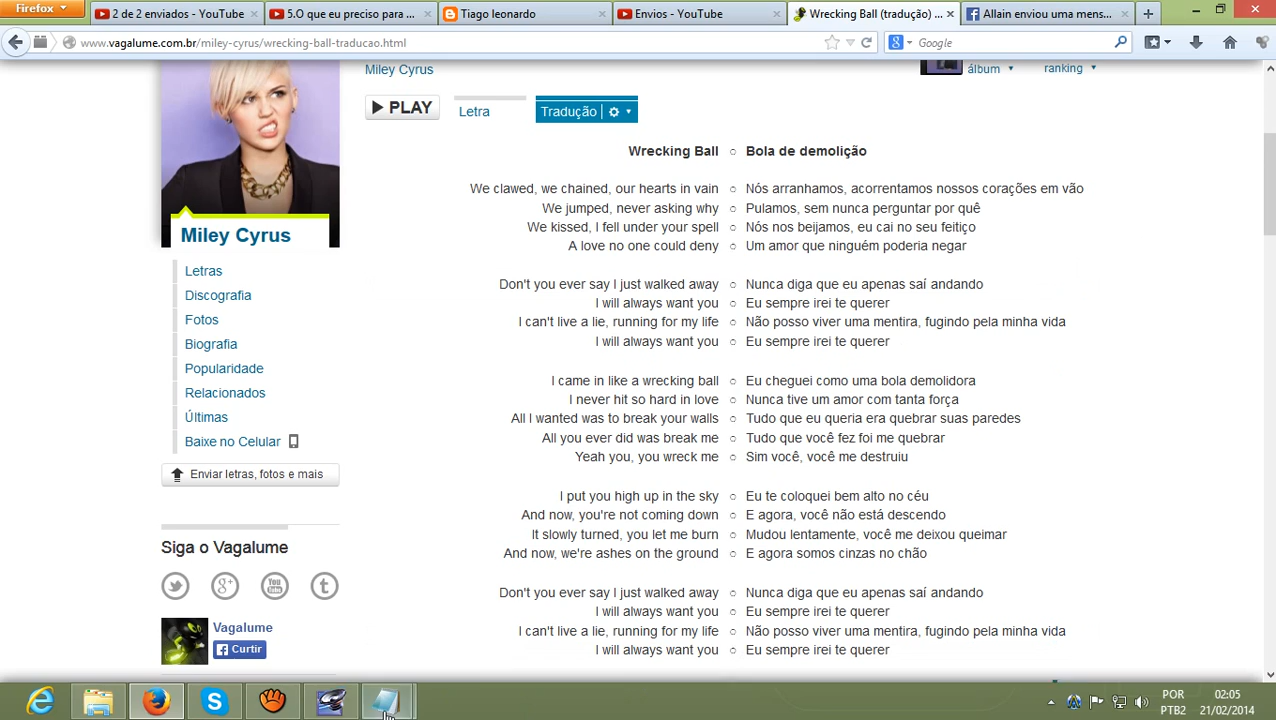 Firefox
2 de 2 enviados - YouTube
5.O que eu preciso para ...
Tiago leonardo
Envios - YouTube
Wrecking Ball (tradução) ...
Allain enviou uma mens...
www.vagalume.com.br/miley-cyrus/wrecking-ball-traducao.html
Google
Miley Cyrus
álbum
ranking
PLAY
Letra
Tradução
Wrecking Ball ○ Bola de demolição
We clawed, we chained, our hearts in vain ○ Nós arranhamos, acorrentamos nossos corações em vão
We jumped, never asking why ○ Pulamos, sem nunca perguntar por quê
We kissed, I fell under your spell ○ Nós nos beijamos, eu cai no seu feitiço
A love no one could deny ○ Um amor que ninguém poderia negar
Don't you ever say I just walked away ○ Nunca diga que eu apenas saí andando
I will always want you ○ Eu sempre irei te querer
I can't live a lie, running for my life ○ Não posso viver uma mentira, fugindo pela minha vida
I will always want you ○ Eu sempre irei te querer
I came in like a wrecking ball ○ Eu cheguei como uma bola demolidora
I never hit so hard in love ○ Nunca tive um amor com tanta força
All I wanted was to break your walls ○ Tudo que eu queria era quebrar suas paredes
All you ever did was break me ○ Tudo que você fez foi me quebrar
Yeah you, you wreck me ○ Sim você, você me destruiu
I put you high up in the sky ○ Eu te coloquei bem alto no céu
And now, you're not coming down ○ E agora, você não está descendo
It slowly turned, you let me burn ○ Mudou lentamente, você me deixou queimar
And now, we're ashes on the ground ○ E agora somos cinzas no chão
Don't you ever say I just walked away ○ Nunca diga que eu apenas saí andando
I will always want you ○ Eu sempre irei te querer
I can't live a lie, running for my life ○ Não posso viver uma mentira, fugindo pela minha vida
I will always want you ○ Eu sempre irei te querer
Miley Cyrus
Letras
Discografia
Fotos
Biografia
Popularidade
Relacionados
Últimas
Baixe no Celular
Enviar letras, fotos e mais
Siga o Vagalume
Vagalume
Curtir
POR
PTB2
02:05
21/02/2014